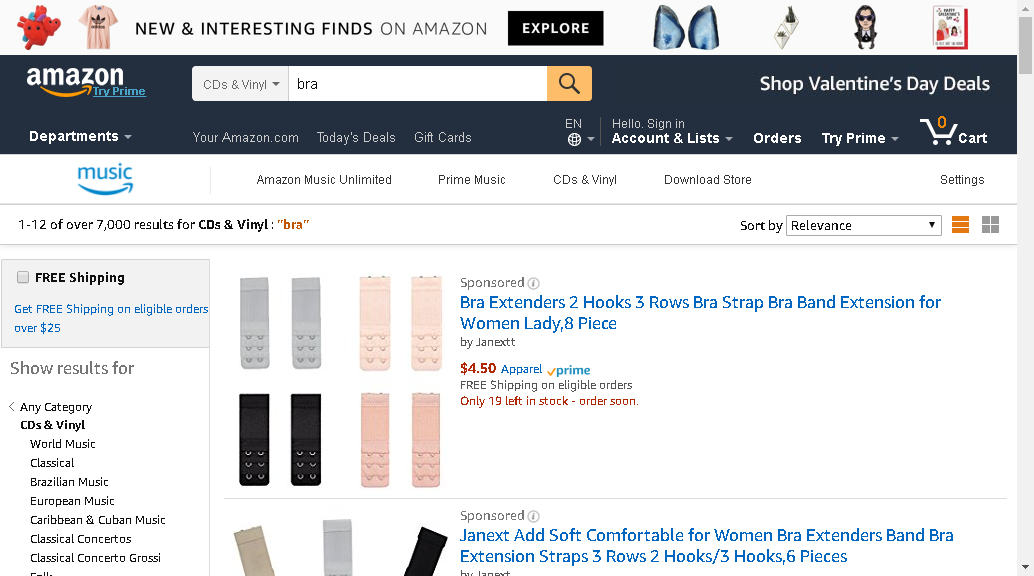 NEW & INTERESTING FINDS ON AMAZON
EXPLORE
amazon
Try Prime
CDs & Vinyl
bra
Shop Valentine's Day Deals
Departments
Your Amazon.com
Today's Deals
Gift Cards
EN
Hello. Sign in
Account & Lists
Orders
Try Prime
0
Cart
music
Amazon Music Unlimited
Prime Music
CDs & Vinyl
Download Store
Settings
1-12 of over 7,000 results for CDs & Vinyl : "bra"
Sort by
Relevance
FREE Shipping
Get FREE Shipping on eligible orders
over $25
Show results for
Any Category
CDs & Vinyl
World Music
Classical
Brazilian Music
European Music
Caribbean & Cuban Music
Classical Concertos
Classical Concerto Grossi
Sponsored
Bra Extenders 2 Hooks 3 Rows Bra Strap Bra Band Extension for
Women Lady,8 Piece
by Janextt
$4.50 Apparel prime
FREE Shipping on eligible orders
Only 19 left in stock - order soon.
Sponsored
Janext Add Soft Comfortable for Women Bra Extenders Band Bra
Extension Straps 3 Rows 2 Hooks/3 Hooks,6 Pieces
by Janext